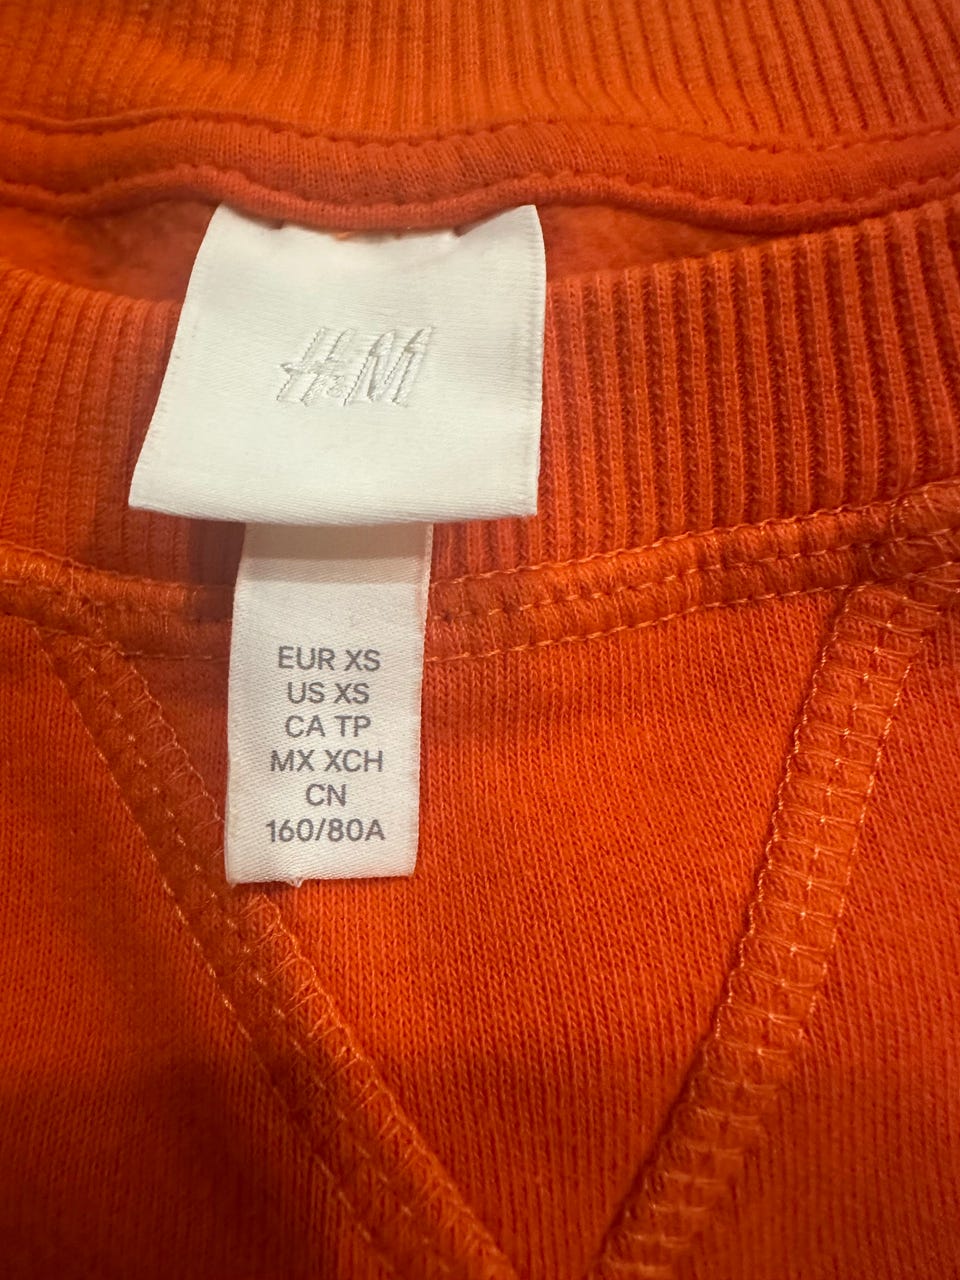 H&M
EUR XS
US XS
CA TP
MX XCH
CN
160/80A